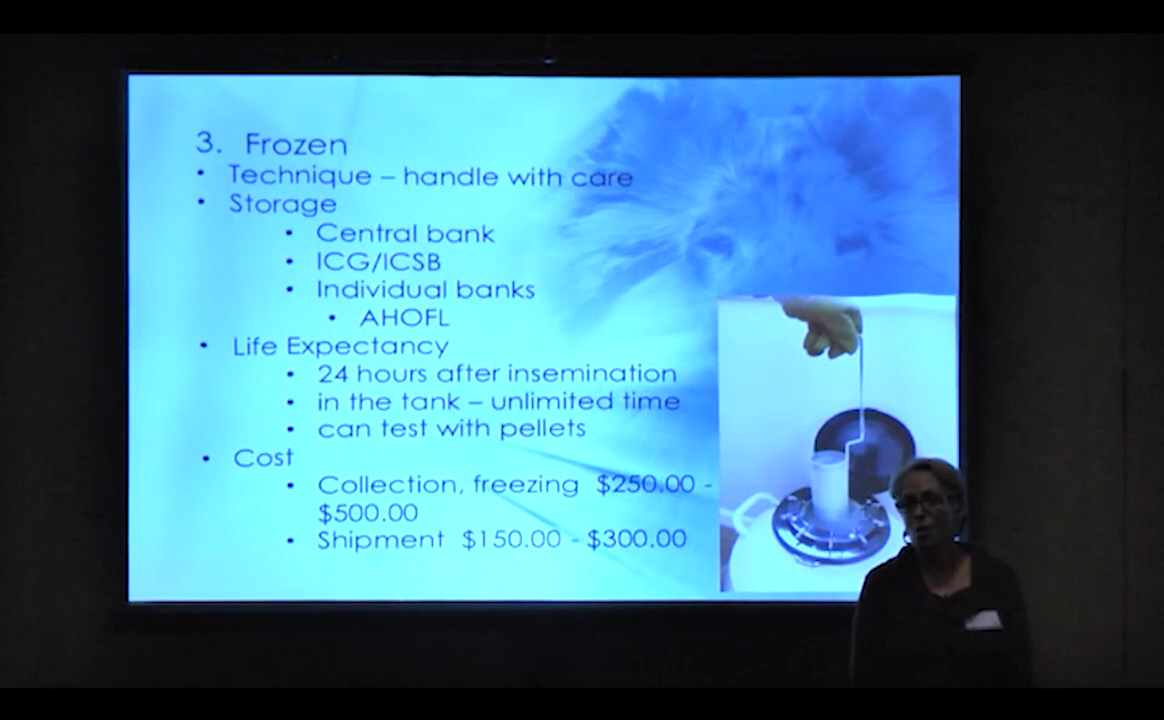 3. Frozen
• Technique – handle with care
• Storage
• Central bank
• ICG/ICSB
• Individual banks
• AHOFL
• Life Expectancy
• 24 hours after insemination
• in the tank – unlimited time
• can test with pellets
• Cost
• Collection, freezing $250.00 -
$500.00
• Shipment $150.00 - $300.00